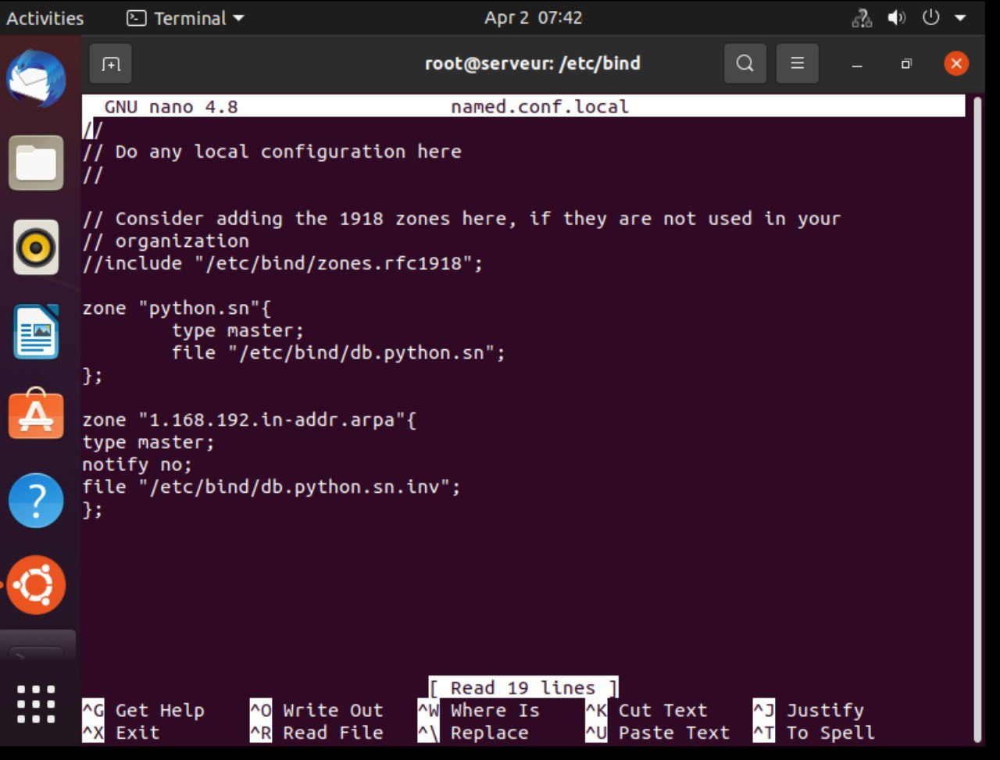 Activities Terminal Apr 2 07:42
root@serveur: /etc/bind
GNU nano 4.8 named.conf.local
//
// Do any local configuration here
//
// Consider adding the 1918 zones here, if they are not used in your
// organization
//include "/etc/bind/zones.rfc1918";
zone "python.sn"{
type master;
file "/etc/bind/db.python.sn";
};
zone "1.168.192.in-addr.arpa"{
type master;
notify no;
file "/etc/bind/db.python.sn.inv";
};
[ Read 19 lines ]
^G Get Help ^O Write Out ^W Where Is ^K Cut Text ^J Justify
^X Exit ^R Read File ^\ Replace ^U Paste Text ^T To Spell